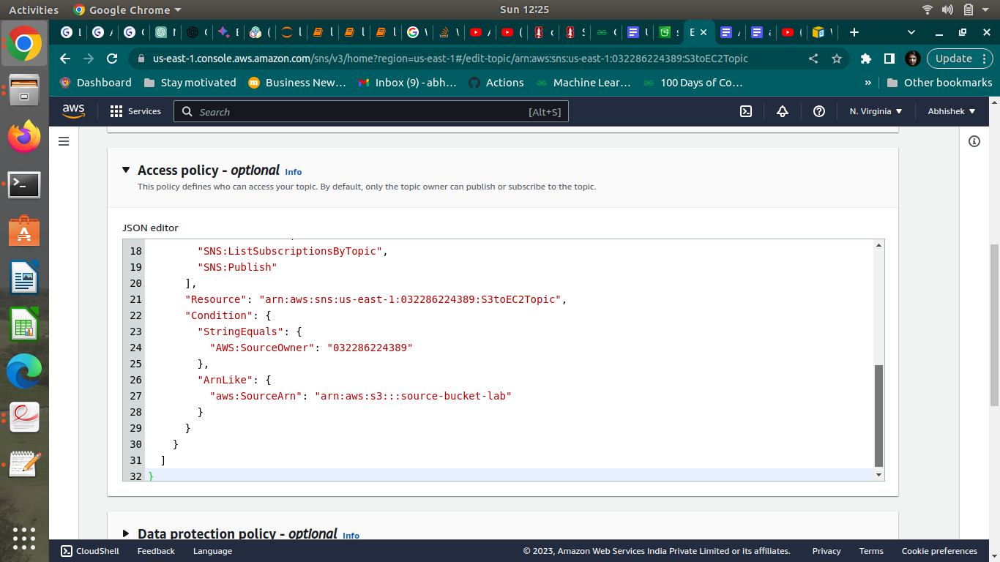 Activities Google Chrome Sun 12:25
us-east-1.console.aws.amazon.com/sns/v3/home?region=us-east-1#/edit-topic/arn:aws:sns:us-east-1:032286224389:S3toEC2Topic Update
Dashboard Stay motivated Business New… Inbox (9) - abh… Actions Machine Lear… 100 Days of Co… » Other bookmarks
aws Services Search [Alt+S] N. Virginia Abhishek
Access policy - optional Info
This policy defines who can access your topic. By default, only the topic owner can publish or subscribe to the topic.
JSON editor
18 "SNS:ListSubscriptionsByTopic",
19 "SNS:Publish"
20 ],
21 "Resource": "arn:aws:sns:us-east-1:032286224389:S3toEC2Topic",
22 "Condition": {
23 "StringEquals": {
24 "AWS:SourceOwner": "032286224389"
25 },
26 "ArnLike": {
27 "aws:SourceArn": "arn:aws:s3:::source-bucket-lab"
28 }
29 }
30 }
31 ]
32 }
Data protection policy - optional Info
CloudShell Feedback Language © 2023, Amazon Web Services India Private Limited or its affiliates. Privacy Terms Cookie preferences